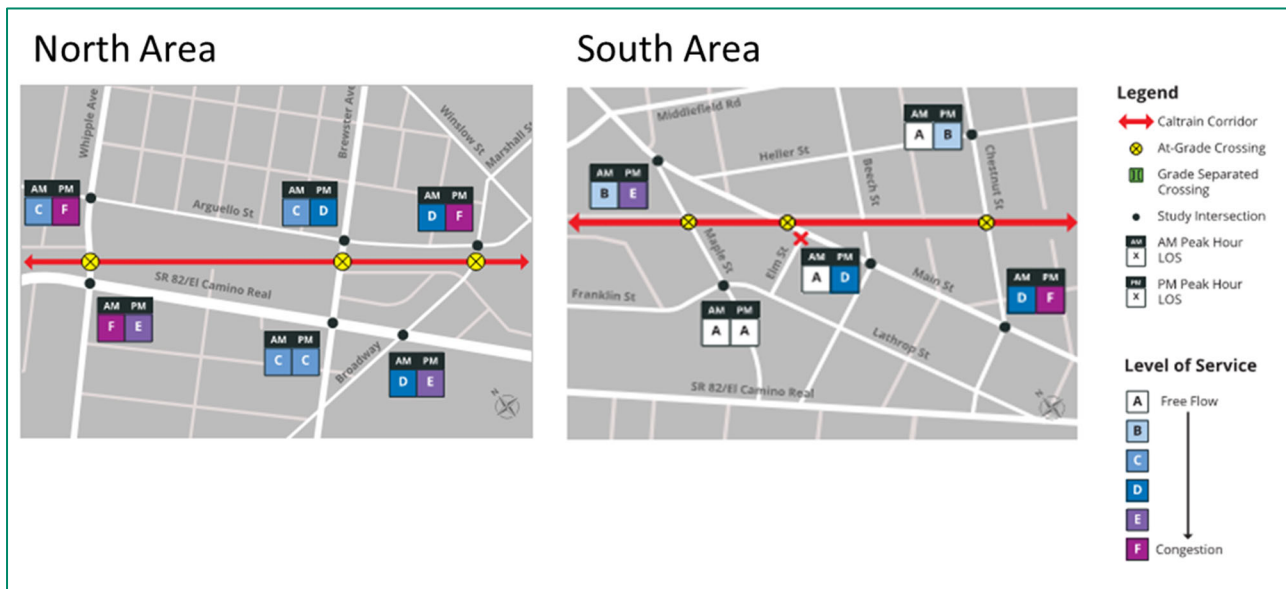 North Area
South Area
Whipple Ave
Brewster Ave
Winslow St
Marshall St
AM PM
C F
Arguello St
AM PM
C D
AM PM
D F
SR 82/El Camino Real
AM PM
F E
AM PM
C C
Broadway
AM PM
D E
N
Middlefield Rd
AM PM
A B
Heller St
Beech St
Chestnut St
AM PM
B E
Maple St
Elm St
AM PM
A D
Main St
Franklin St
AM PM
A A
AM PM
D F
Lathrop St
SR 82/El Camino Real
N
Legend
Caltrain Corridor
At-Grade Crossing
Grade Separated
Crossing
Study Intersection
AM
X
AM Peak Hour
LOS
PM
X
PM Peak Hour
LOS
Level of Service
A Free Flow
B
C
D
E
F Congestion